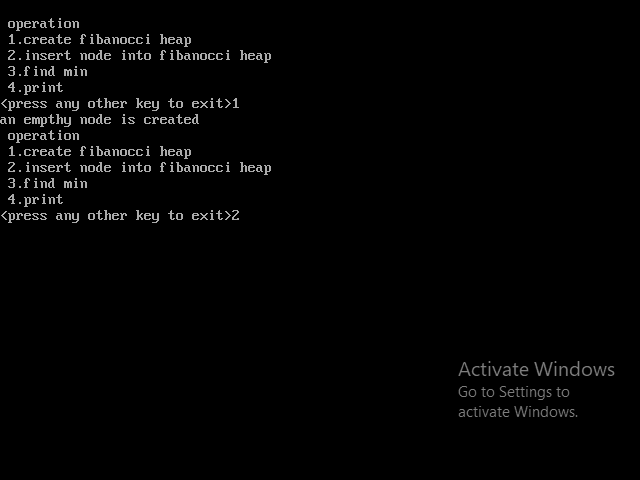 operation
1.create fibanocci heap
2.insert node into fibanocci heap
3.find min
4.print
<press any other key to exit>1
an empthy node is created
operation
1.create fibanocci heap
2.insert node into fibanocci heap
3.find min
4.print
<press any other key to exit>2
Activate Windows
Go to Settings to
activate Windows.